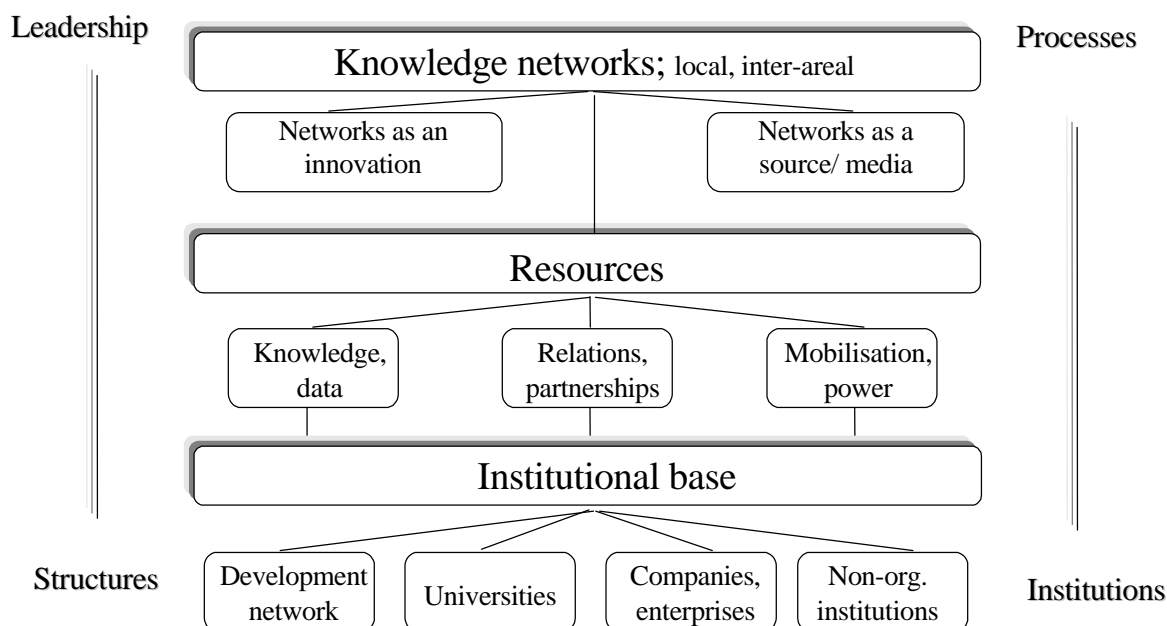 Leadership
Processes
Knowledge networks; local, inter-areal
Networks as an
innovation
Networks as a
source/ media
Resources
Knowledge,
data
Relations,
partnerships
Mobilisation,
power
Institutional base
Structures
Development
network
Universities
Companies,
enterprises
Non-org.
institutions
Institutions